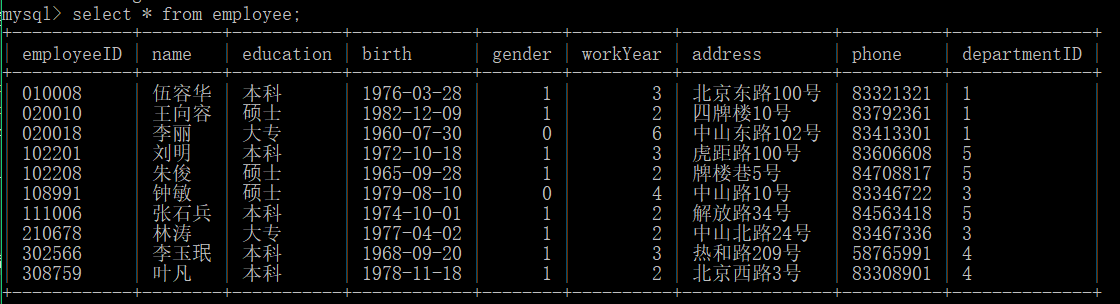 mysql> select * from employee;
+------------+--------+-----------+------------+--------+----------+---------------+----------+--------------+
| employeeID | name | education | birth | gender | workYear | address | phone | departmentID |
+------------+--------+-----------+------------+--------+----------+---------------+----------+--------------+
| 010008 | 伍容华 | 本科 | 1976-03-28 | 1 | 3 | 北京东路100号 | 83321321 | 1 |
| 020010 | 王向容 | 硕士 | 1982-12-09 | 1 | 2 | 四牌楼10号 | 83792361 | 1 |
| 020018 | 李丽 | 大专 | 1960-07-30 | 0 | 6 | 中山东路102号 | 83413301 | 1 |
| 102201 | 刘明 | 本科 | 1972-10-18 | 1 | 3 | 虎距路100号 | 83606608 | 5 |
| 102208 | 朱俊 | 硕士 | 1965-09-28 | 1 | 2 | 牌楼巷5号 | 84708817 | 5 |
| 108991 | 钟敏 | 硕士 | 1979-08-10 | 0 | 4 | 中山路10号 | 83346722 | 3 |
| 111006 | 张石兵 | 本科 | 1974-10-01 | 1 | 2 | 解放路34号 | 84563418 | 5 |
| 210678 | 林涛 | 大专 | 1977-04-02 | 1 | 2 | 中山北路24号 | 83467336 | 3 |
| 302566 | 李玉珉 | 本科 | 1968-09-20 | 1 | 3 | 热和路209号 | 58765991 | 4 |
| 308759 | 叶凡 | 本科 | 1978-11-18 | 1 | 2 | 北京西路3号 | 83308901 | 4 |
+------------+--------+-----------+------------+--------+----------+---------------+----------+--------------+